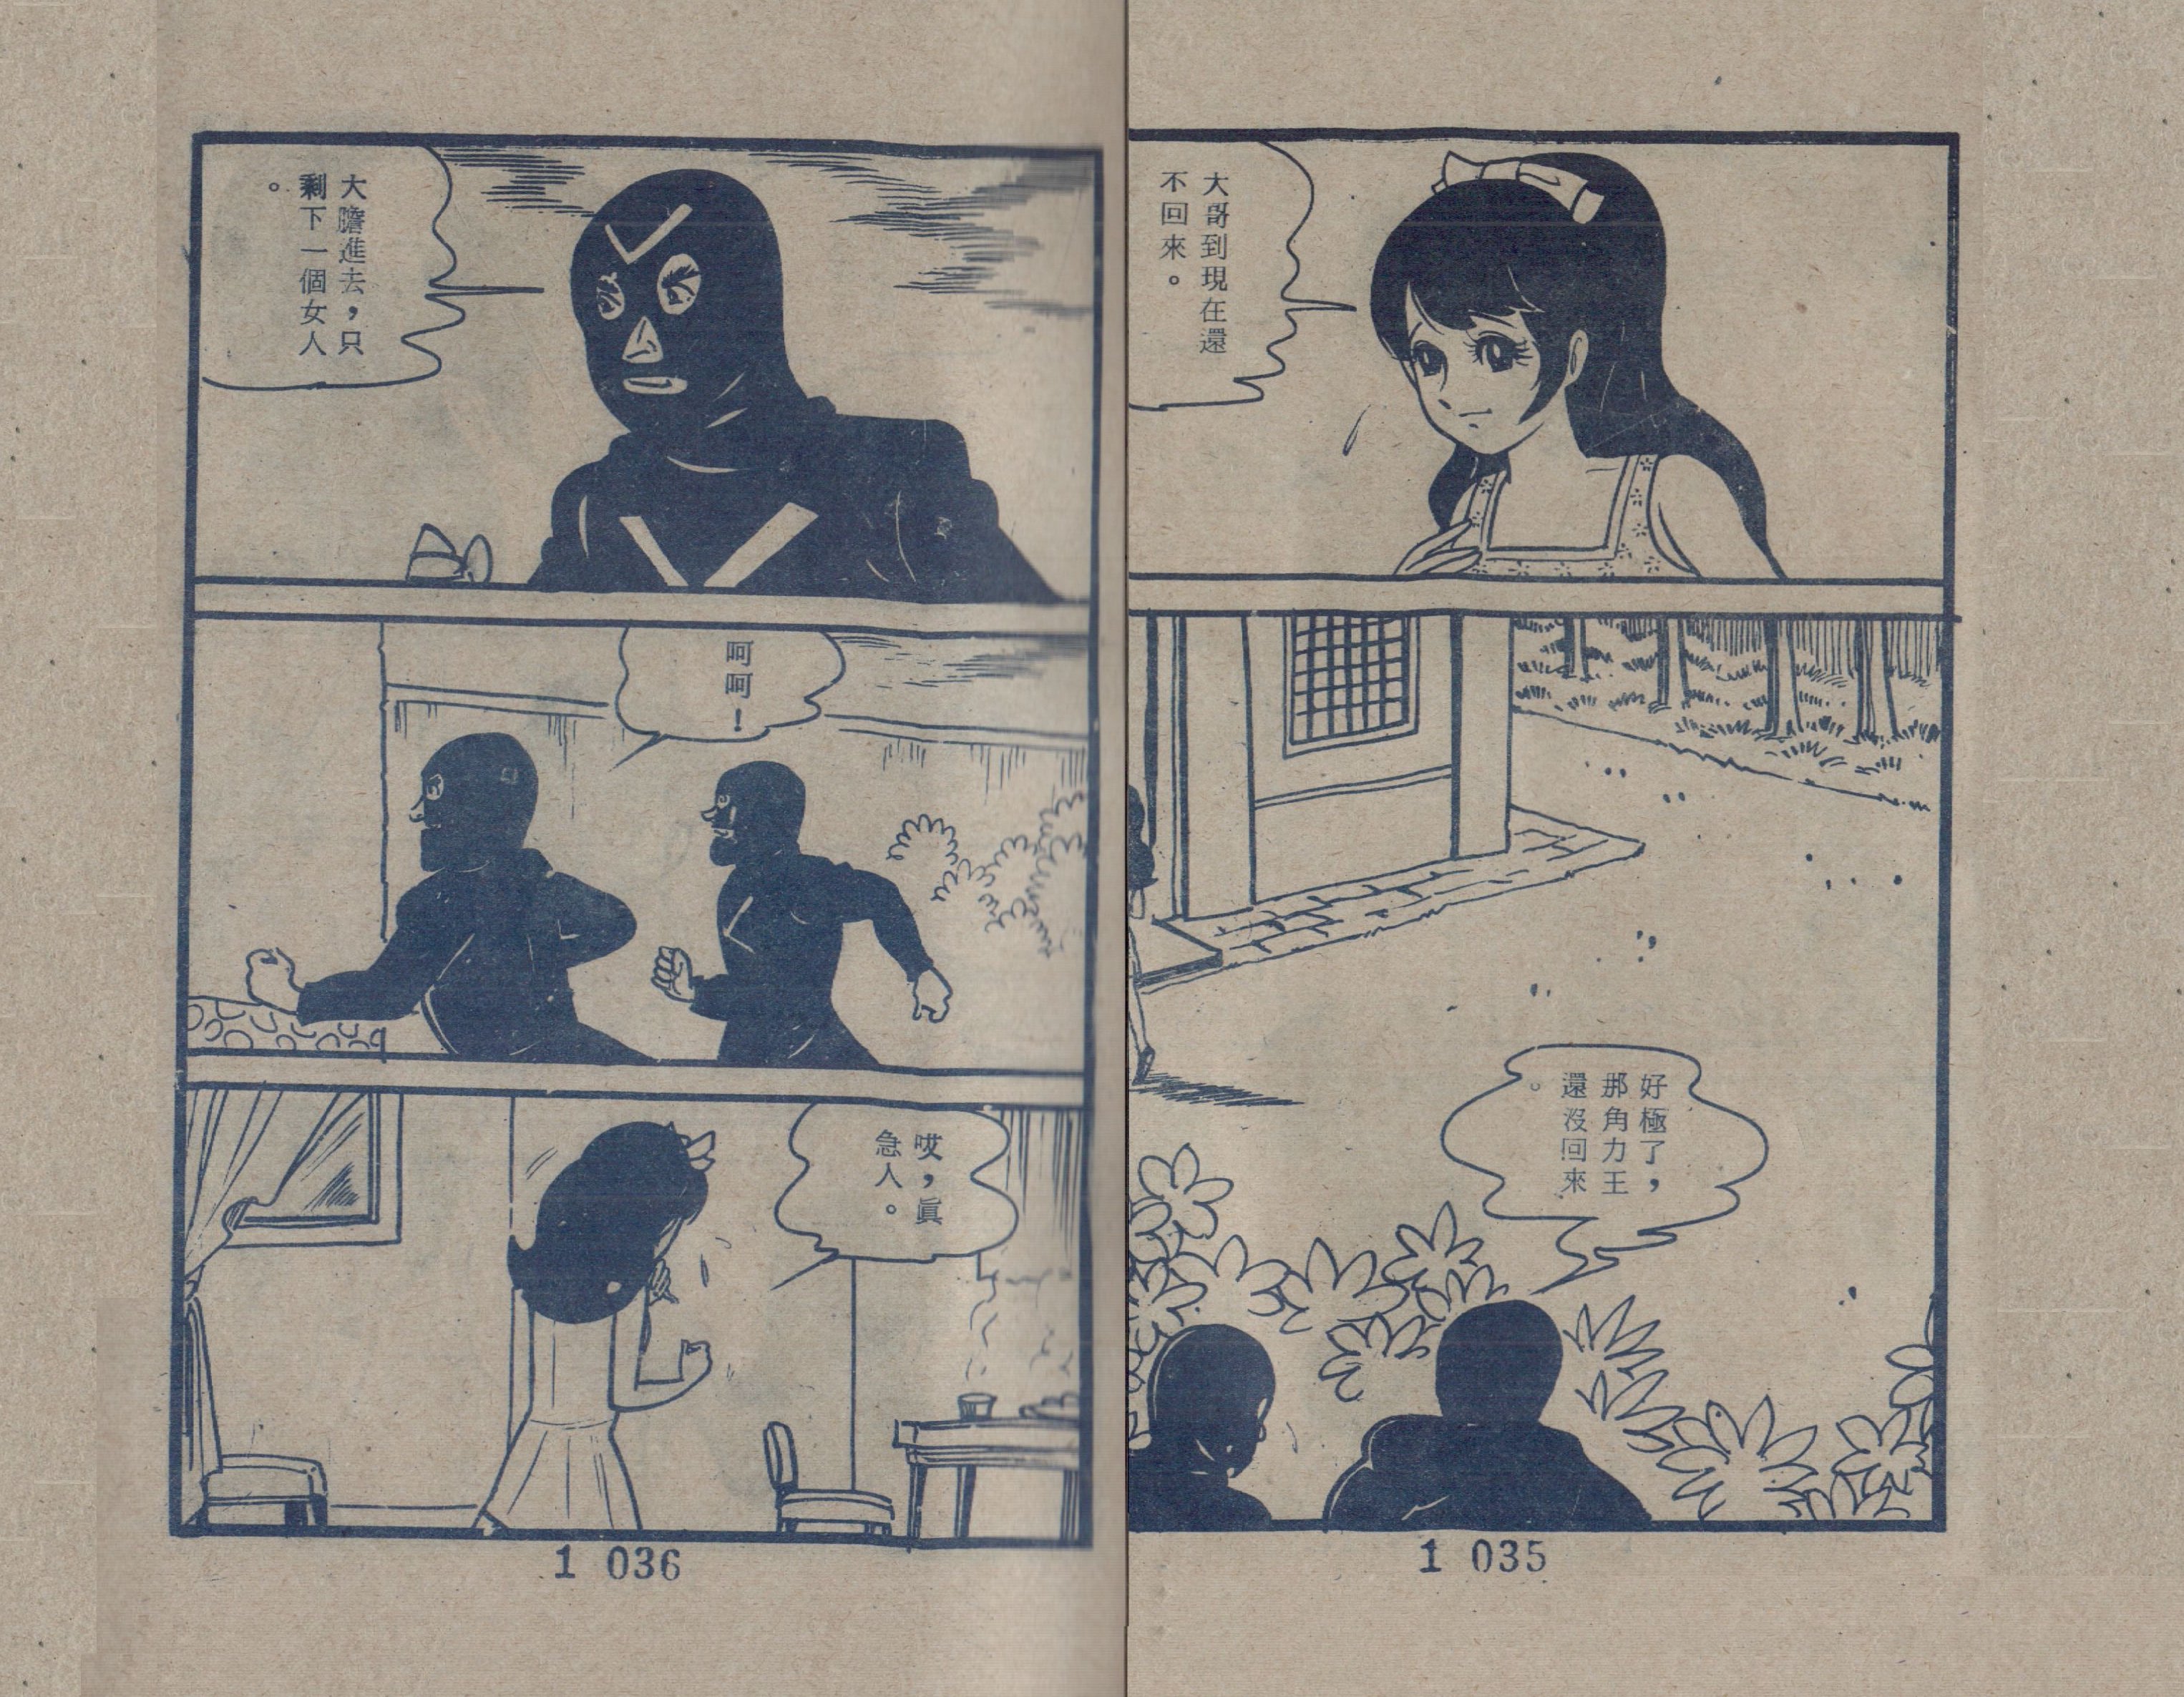 大哥到現在還
不回來。
好極了，
那角力王
還沒回來
。
1 035
大膽進去，只
剩下一個女人
。
呵呵！
哎，眞
急人。
1 036